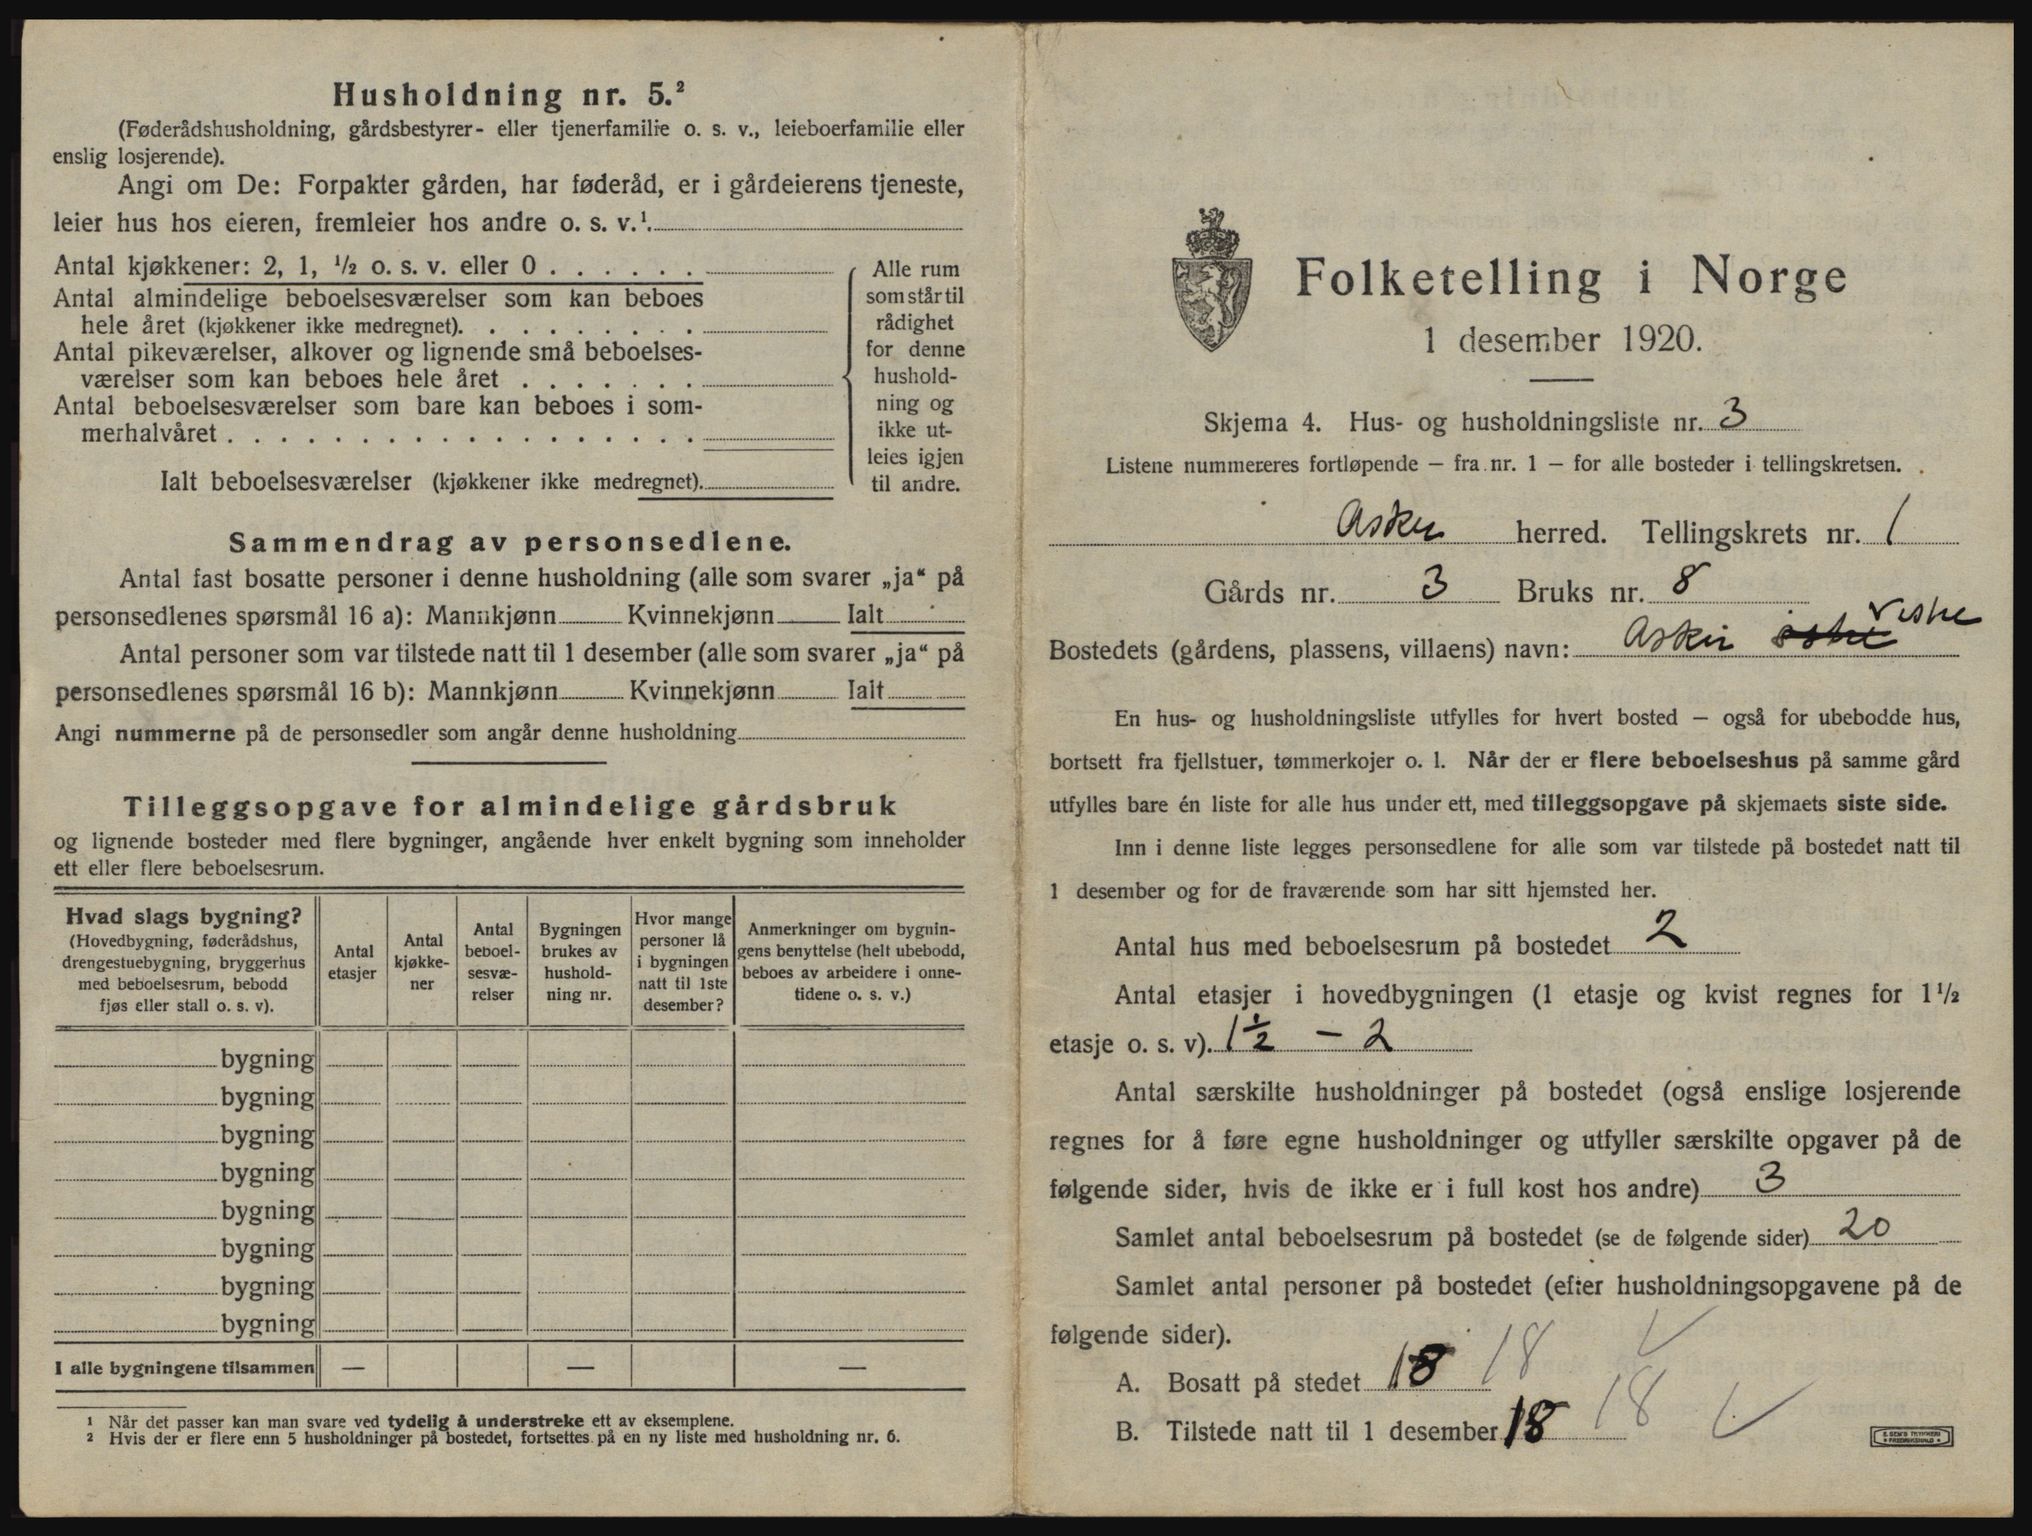 Husholdning nr. 5.²
(Føderådshusholdning, gårdsbestyrer- eller tjenerfamilie o. s. v., leieboerfamilie eller
enslig losjerende).
Angi om De: Forpakter gården, har føderåd, er i gårdeierens tjeneste,
leier hus hos eieren, fremleier hos andre o. s. v.¹
Antal kjøkkener: 2, 1, ½ o. s. v. eller 0 . . . . . .
Antal almindelige beboelsesværelser som kan beboes
hele året (kjøkkener ikke medregnet). . . . . . . . .
Antal pikeværelser, alkover og lignende små beboelses-
værelser som kan beboes hele året . . . . . . .
Antal beboelsesværelser som bare kan beboes i som-
merhalvåret . . . . . . . . . . . . . . . . . .
Ialt beboelsesværelser (kjøkkener ikke medregnet).
Alle rum
som står til
rådighet
for denne
hushold-
ning og
ikke ut-
leies igjen
til andre.
Sammendrag av personsedlene.
Antal fast bosatte personer i denne husholdning (alle som svarer „ja“ på
personsedlenes spørsmål 16 a): Mannkjønn Kvinnekjønn Ialt
Antal personer som var tilstede natt til 1 desember (alle som svarer „ja“ på
personsedlenes spørsmål 16 b): Mannkjønn Kvinnekjønn Ialt
Angi nummerne på de personsedler som angår denne husholdning
Tilleggsopgave for almindelige gårdsbruk
og lignende bosteder med flere bygninger, angående hver enkelt bygning som inneholder
ett eller flere beboelsesrum.
Hvad slags bygning?
(Hovedbygning, føderådshus,
drengestuebygning, bryggerhus
med beboelsesrum, bebodd
fjøs eller stall o. s. v).
Antal
etasjer
Antal
kjøkke-
ner
Antal
beboel-
sesvæ-
relser
Bygningen
brukes av
hushold-
ning nr.
Hvor mange
personer lå
i bygningen
natt til 1ste
desember?
Anmerkninger om bygnin-
gens benyttelse (helt ubebodd,
beboes av arbeidere i onne-
tidene o. s. v.)
bygning
bygning
bygning
bygning
bygning
bygning
bygning
bygning
I alle bygningene tilsammen — — —
¹ Når det passer kan man svare ved tydelig å understreke ett av eksemplene.
² Hvis der er flere enn 5 husholdninger på bostedet, fortsettes på en ny liste med husholdning nr. 6.
Folketelling i Norge
1 desember 1920.
Skjema 4. Hus- og husholdningsliste nr. 3
Listene nummereres fortløpende — fra nr. 1 — for alle bosteder i tellingskretsen.
Asker herred. Tellingskrets nr. 1
Gårds nr. 3 Bruks nr. 8
Bostedets (gårdens, plassens, villaens) navn: Asker østre vestre
En hus- og husholdningsliste utfylles for hvert bosted — også for ubebodde hus,
bortsett fra fjellstuer, tømmerkojer o. l. Når der er flere beboelseshus på samme gård
utfylles bare én liste for alle hus under ett, med tilleggsopgave på skjemaets siste side.
Inn i denne liste legges personsedlene for alle som var tilstede på bostedet natt til
1 desember og for de fraværende som har sitt hjemsted her.
Antal hus med beboelsesrum på bostedet 2
Antal etasjer i hovedbygningen (1 etasje og kvist regnes for 1½
etasje o. s. v). 1½ – 2
Antal særskilte husholdninger på bostedet (også enslige losjerende
regnes for å føre egne husholdninger og utfyller særskilte opgaver på de
følgende sider, hvis de ikke er i full kost hos andre) 3
Samlet antal beboelsesrum på bostedet (se de følgende sider) 20
Samlet antal personer på bostedet (efter husholdningsopgavene på de
følgende sider).
A. Bosatt på stedet 18 18
B. Tilstede natt til 1 desember 18 18